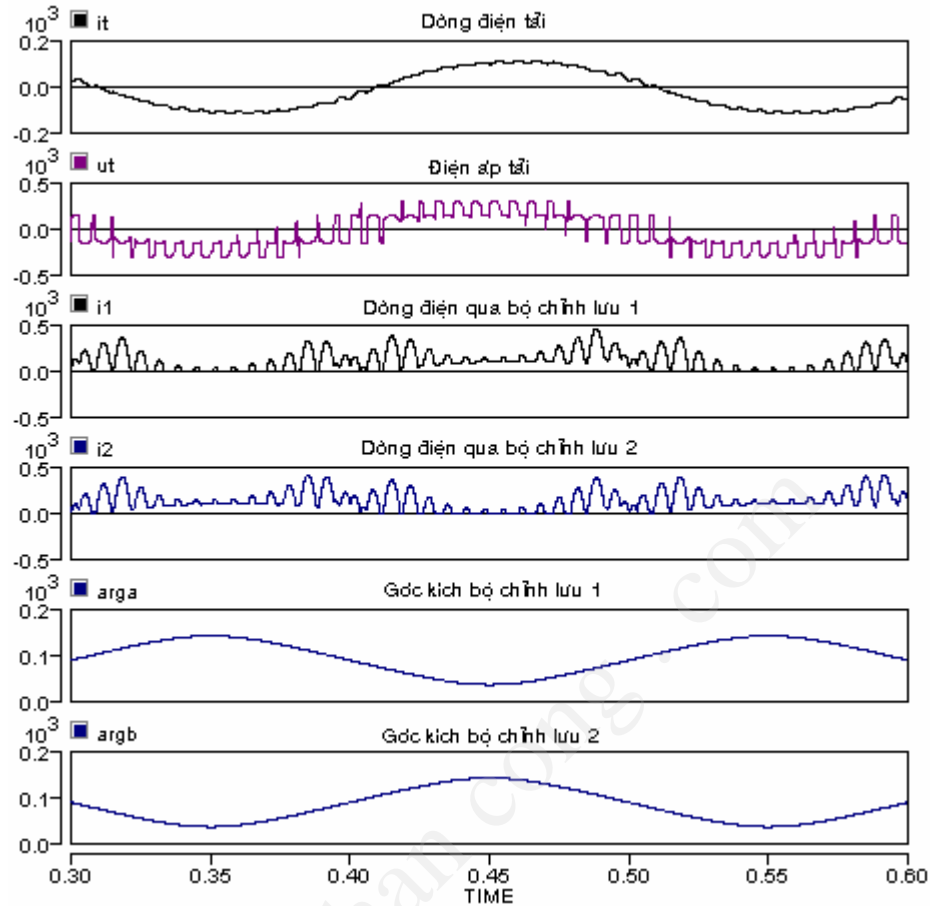 10³ it Dòng điện tải
0.2
0.0
-0.2
10³ ut Điện áp tải
0.5
0.0
-0.5
10³ i1 Dòng điện qua bộ chỉnh lưu 1
0.5
0.0
-0.5
10³ i2 Dòng điện qua bộ chỉnh lưu 2
0.5
0.0
-0.5
10³ arga Góc kích bộ chỉnh lưu 1
0.2
0.1
0.0
10³ argb Góc kích bộ chỉnh lưu 2
0.2
0.1
0.0
0.30 0.35 0.40 0.45 0.50 0.55 0.60
TIME
han cong . com